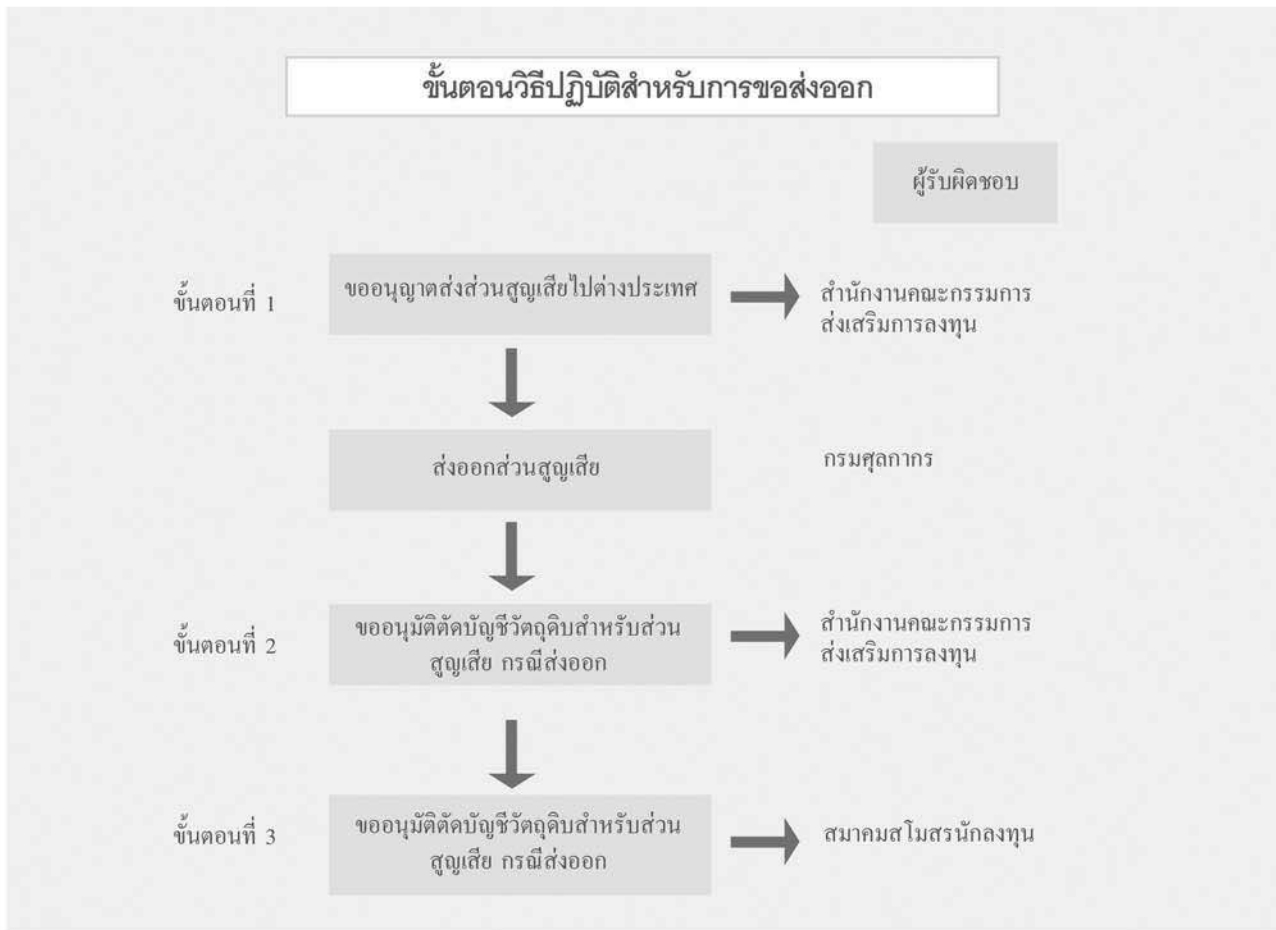 ขั้นตอนวิธีปฏิบัติสำหรับการขอส่งออก
ผู้รับผิดชอบ
ขั้นตอนที่ 1
ขออนุญาตส่งส่วนสูญเสียไปต่างประเทศ
สำนักงานคณะกรรมการ
ส่งเสริมการลงทุน
ส่งออกส่วนสูญเสีย
กรมศุลกากร
ขั้นตอนที่ 2
ขออนุมัติตัดบัญชีวัตถุดิบสำหรับส่วน
สูญเสีย กรณีส่งออก
สำนักงานคณะกรรมการ
ส่งเสริมการลงทุน
ขั้นตอนที่ 3
ขออนุมัติตัดบัญชีวัตถุดิบสำหรับส่วน
สูญเสีย กรณีส่งออก
สมาคมสโมสรนักลงทุน